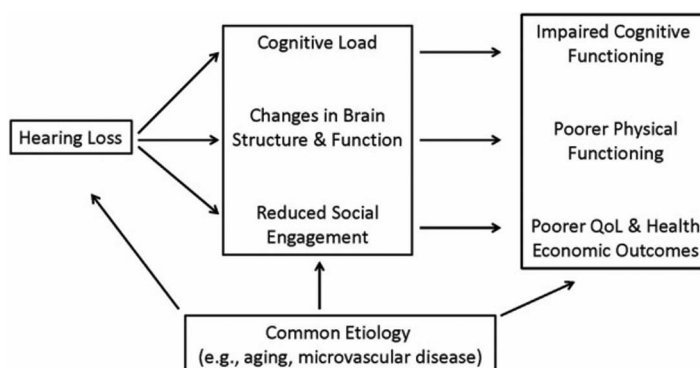 Cognitive Load
Impaired Cognitive
Functioning
Hearing Loss
Changes in Brain
Structure & Function
Poorer Physical
Functioning
Reduced Social
Engagement
Poorer QoL & Health
Economic Outcomes
Common Etiology
(e.g., aging, microvascular disease)